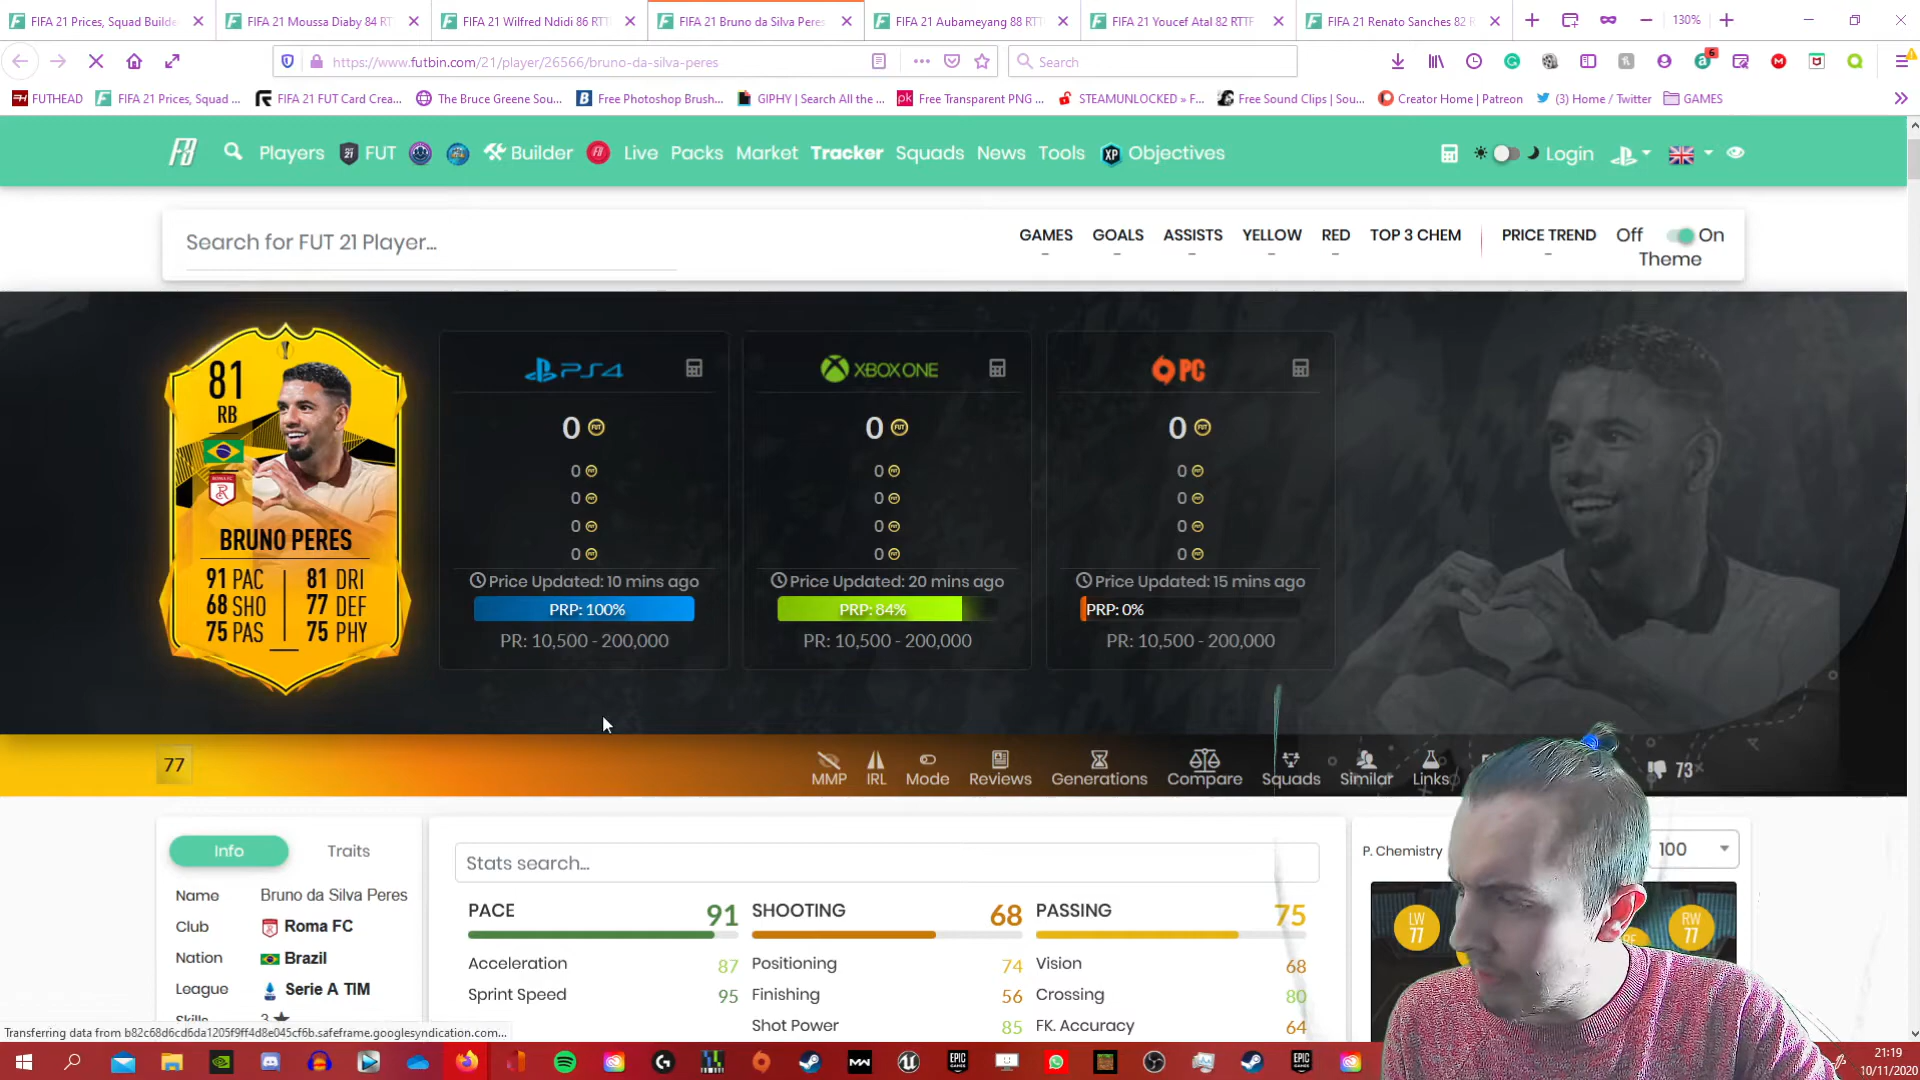 FIFA 21 Prices, Squad Builde
FIFA 21 Moussa Diaby 84 RT
FIFA 21 Wilfred Ndidi 86 RTT
FIFA 21 Bruno da Silva Peres
FIFA 21 Aubameyang 88 RTT
FIFA 21 Youcef Atal 82 RTTF
FIFA 21 Renato Sanches 82 R
130%
https://www.futbin.com/21/player/26566/bruno-da-silva-peres
Search
6
FUTHEAD
FIFA 21 Prices, Squad ...
FIFA 21 FUT Card Crea...
The Bruce Greene Sou...
Free Photoshop Brush...
GIPHY | Search All the ...
Free Transparent PNG ...
STEAMUNLOCKED » F...
Free Sound Clips | Sou...
Creator Home | Patreon
(3) Home / Twitter
GAMES
Players
FUT
Builder
Live
Packs
Market
Tracker
Squads
News
Tools
XP
Objectives
Login
Search for FUT 21 Player...
GAMES
GOALS
ASSISTS
YELLOW
RED
TOP 3 CHEM
PRICE TREND
Off
On
- - - - - - -
Theme
81
RB
BRUNO PERES
91 PAC
81 DRI
68 SHO
77 DEF
75 PAS
75 PHY
PS4
0
0
0
0
0
Price Updated: 10 mins ago
PRP: 100%
PR: 10,500 - 200,000
XBOX ONE
0
0
0
0
0
Price Updated: 20 mins ago
PRP: 84%
PR: 10,500 - 200,000
PC
0
0
0
0
0
Price Updated: 15 mins ago
PRP: 0%
PR: 10,500 - 200,000
77
MMP
IRL
Mode
Reviews
Generations
Compare
Squads
Similar
Links
73
Info
Traits
Name Bruno da Silva Peres
Club Roma FC
Nation Brazil
League Serie A TIM
Skills 3
Stats search...
PACE 91
Acceleration 87
Sprint Speed 95
SHOOTING 68
Positioning 74
Finishing 56
Shot Power 85
PASSING 75
Vision 68
Crossing 80
FK. Accuracy 64
P. Chemistry
100
LW
77
RW
77
Transferring data from b82c68d6cd6da1205f9ff4d8e045cf6b.safeframe.googlesyndication.com...
21:19
10/11/2020